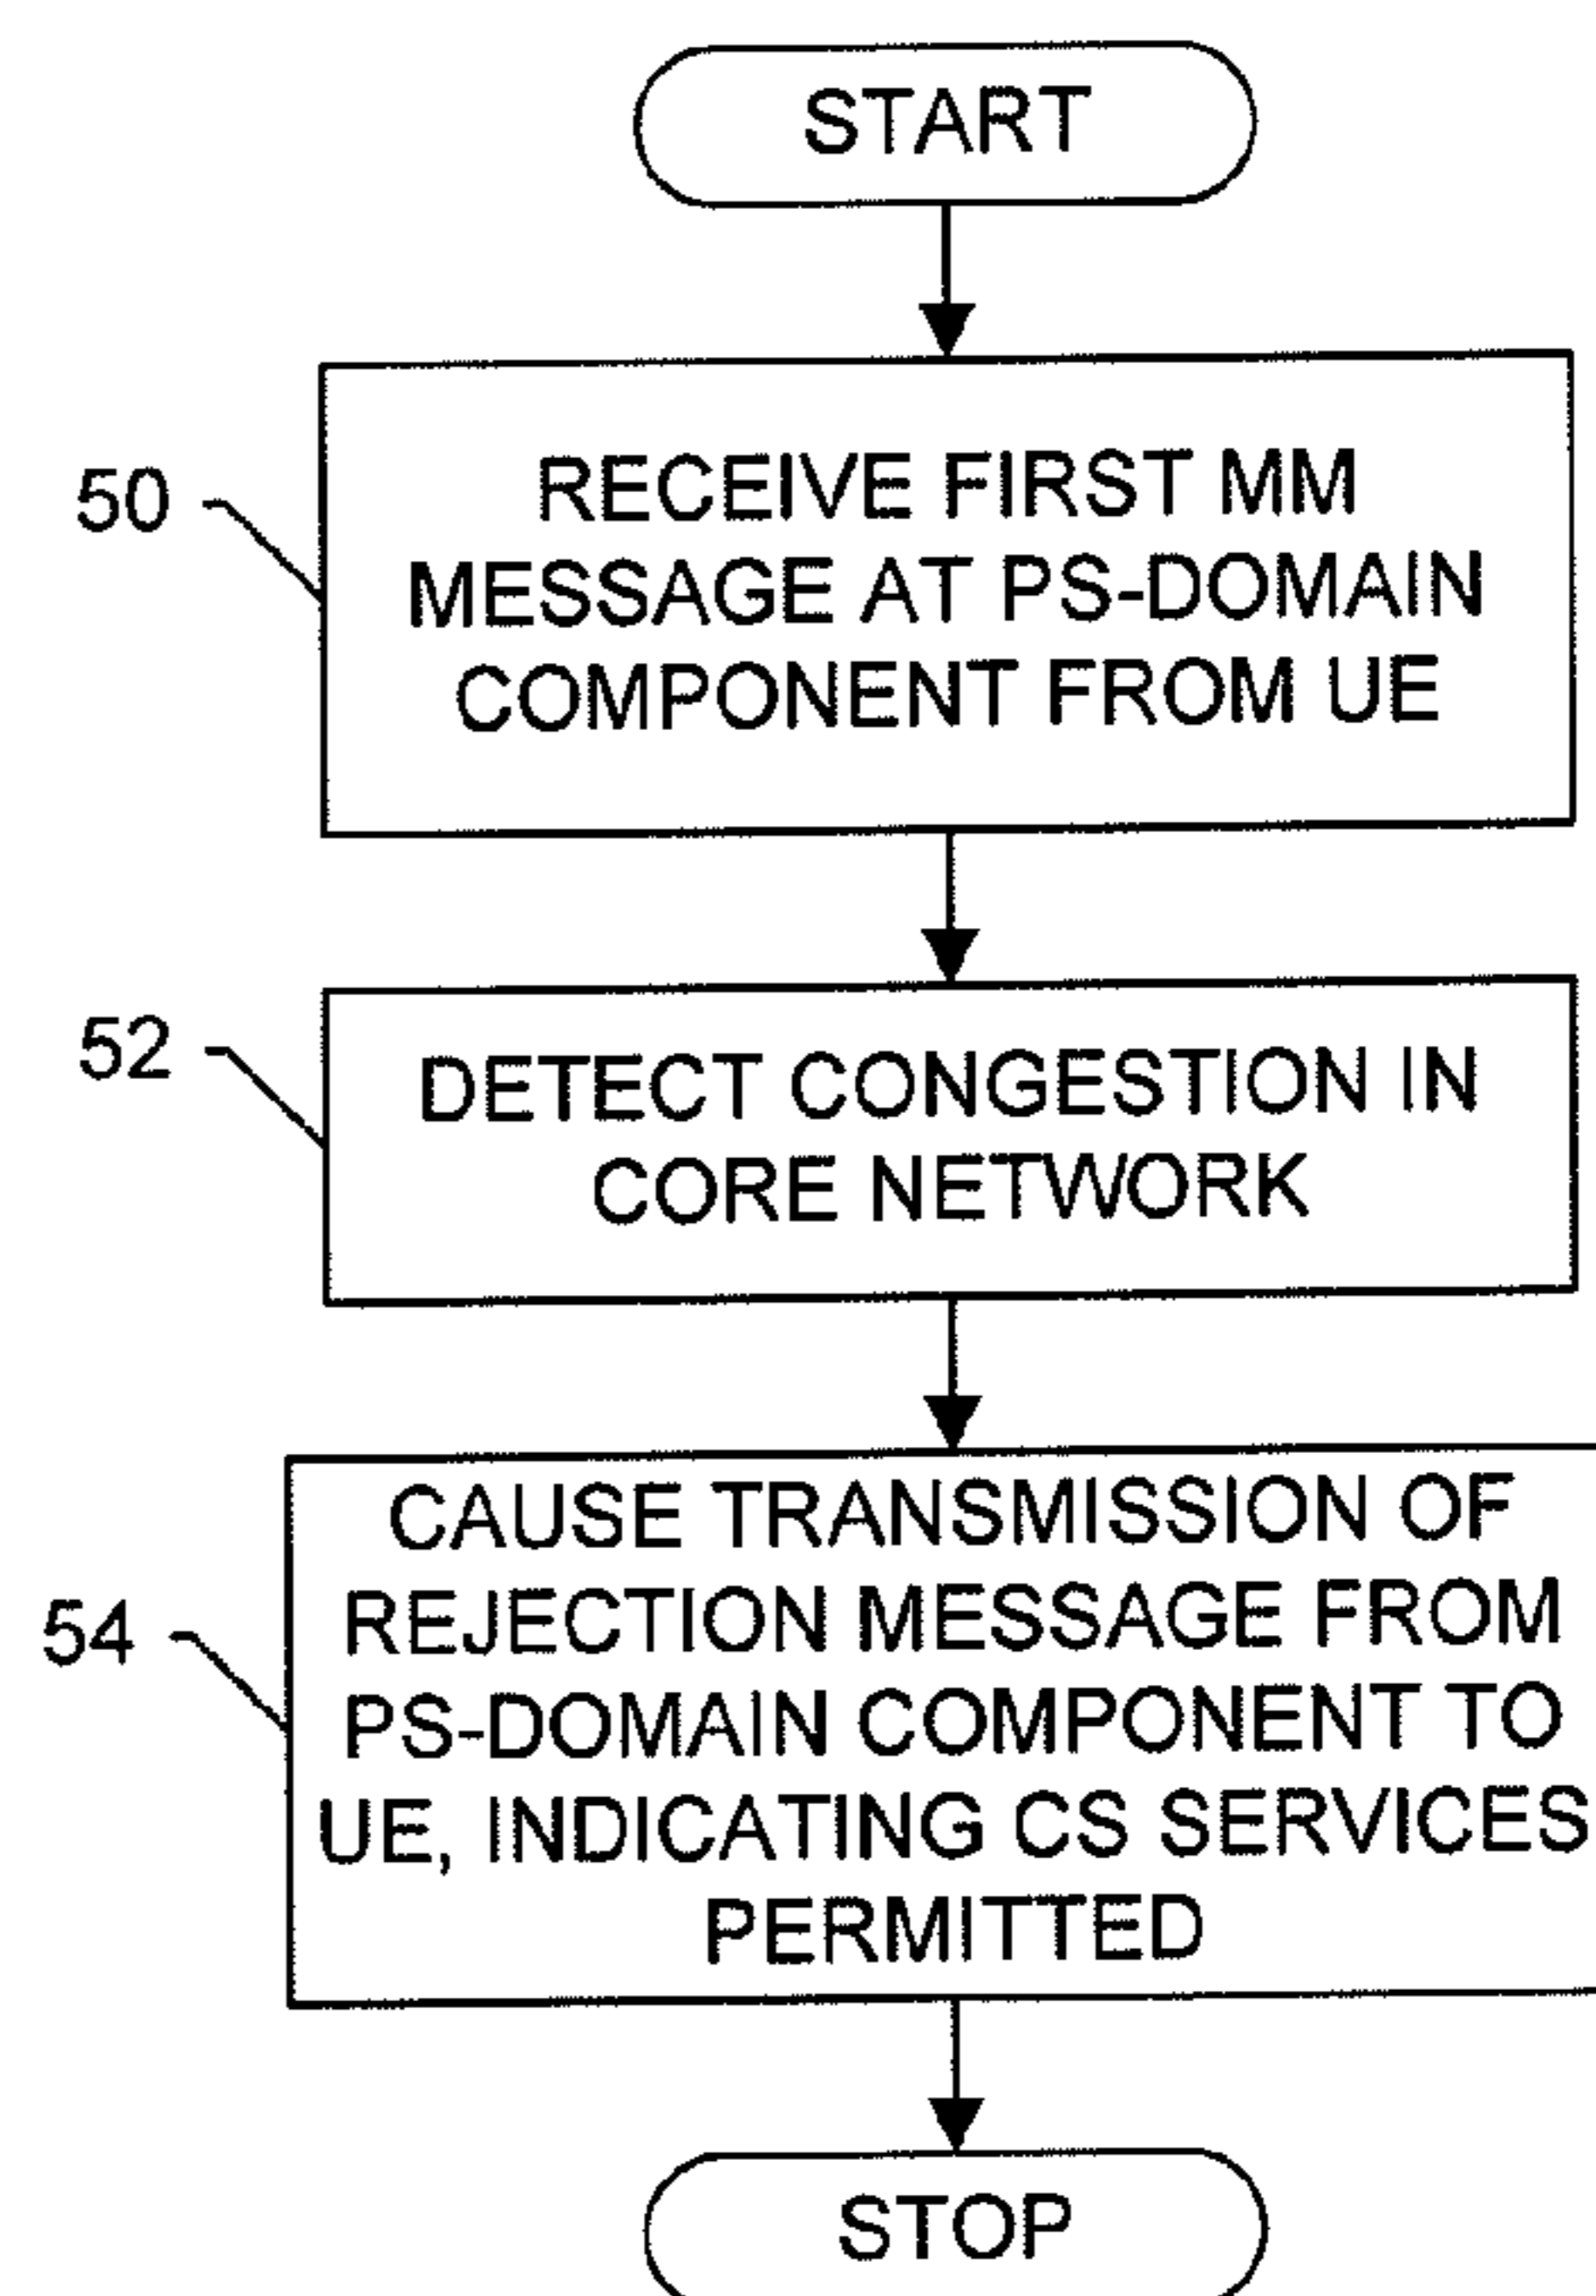 START
50
RECEIVE FIRST MM
MESSAGE AT PS-DOMAIN
COMPONENT FROM UE
52
DETECT CONGESTION IN
CORE NETWORK
54
CAUSE TRANSMISSION OF
REJECTION MESSAGE FROM
PS-DOMAIN COMPONENT TO
UE, INDICATING CS SERVICES
PERMITTED
STOP